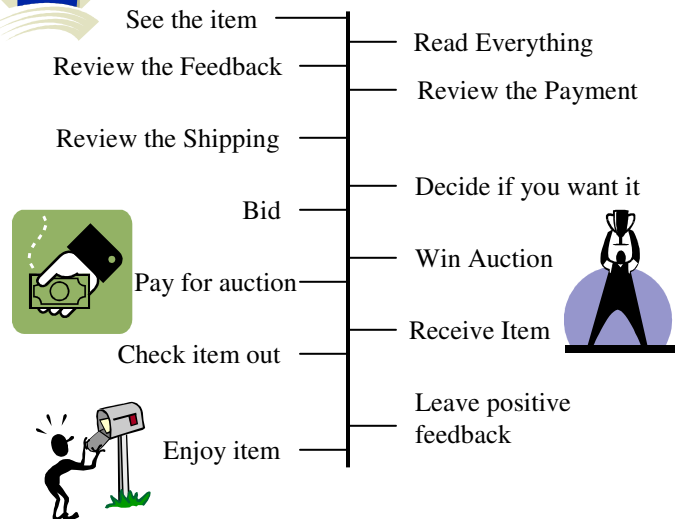 See the item
Read Everything
Review the Feedback
Review the Payment
Review the Shipping
Decide if you want it
Bid
Win Auction
Pay for auction
Receive Item
Check item out
Leave positive
feedback
Enjoy item